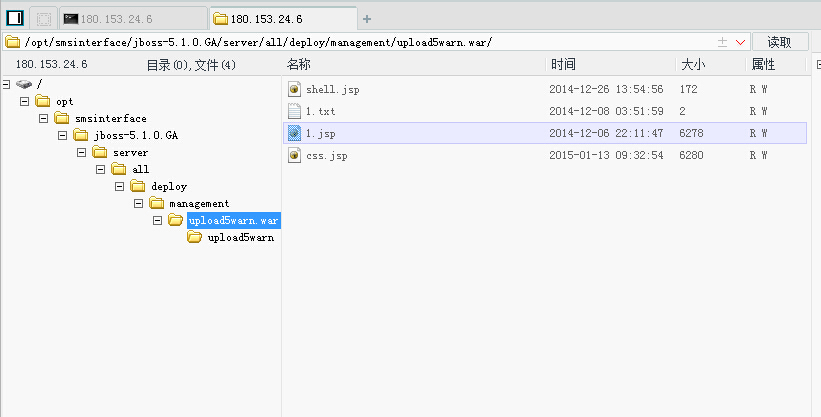 180.153.24.6
180.153.24.6
/opt/smsinterface/jboss-5.1.0.GA/server/all/deploy/management/upload5warn.war/
读取
180.153.24.6 目录(0),文件(4)
名称 时间 大小 属性
/
opt
smsinterface
jboss-5.1.0.GA
server
all
deploy
management
upload5warn.war
upload5warn
shell.jsp 2014-12-26 13:54:56 172 R W
1.txt 2014-12-08 03:51:59 2 R W
1.jsp 2014-12-06 22:11:47 6278 R W
css.jsp 2015-01-13 09:32:54 6280 R W